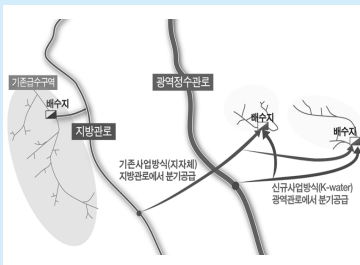 기존급수구역
배수지
지방관로
광역정수관로
배수지
배수지
기존사업방식(지자체)
지방관로에서 분기공급
신규사업방식(K-water)
광역관로에서 분기공급